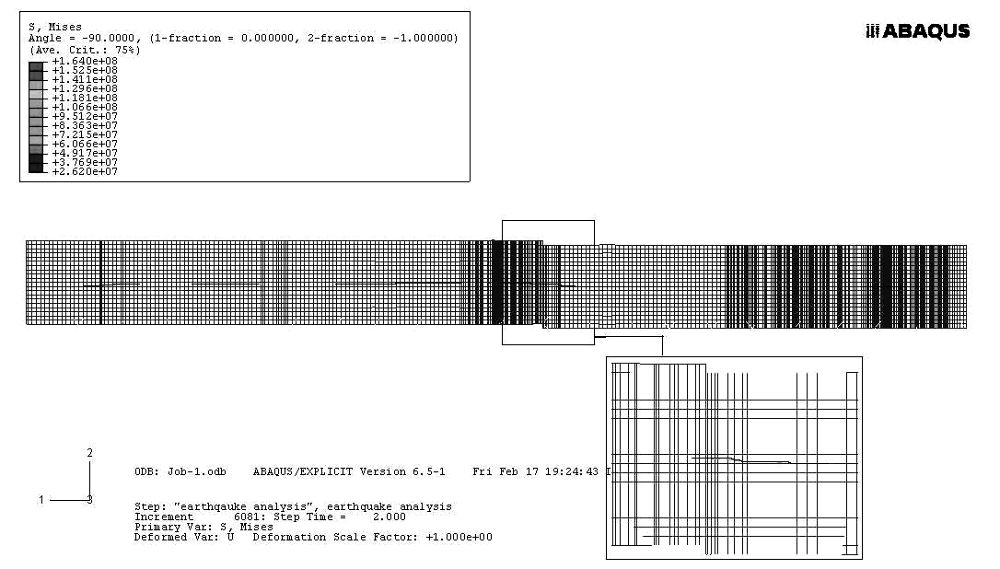 S, Mises
Angle = -90.0000, (1-fraction = 0.000000, 2-fraction = -1.000000)
(Ave. Crit.: 75%)
+1.640e+08
+1.525e+08
+1.411e+08
+1.296e+08
+1.181e+08
+1.066e+08
+9.512e+07
+8.363e+07
+7.215e+07
+6.066e+07
+4.917e+07
+3.769e+07
+2.620e+07
ABAQUS
2
1
3
ODB: Job-1.odb ABAQUS/EXPLICIT Version 6.5-1 Fri Feb 17 19:24:43
Step: "earthqauke analysis", earthquake analysis
Increment 6081: Step Time = 2.000
Primary Var: S, Mises
Deformed Var: U Deformation Scale Factor: +1.000e+00